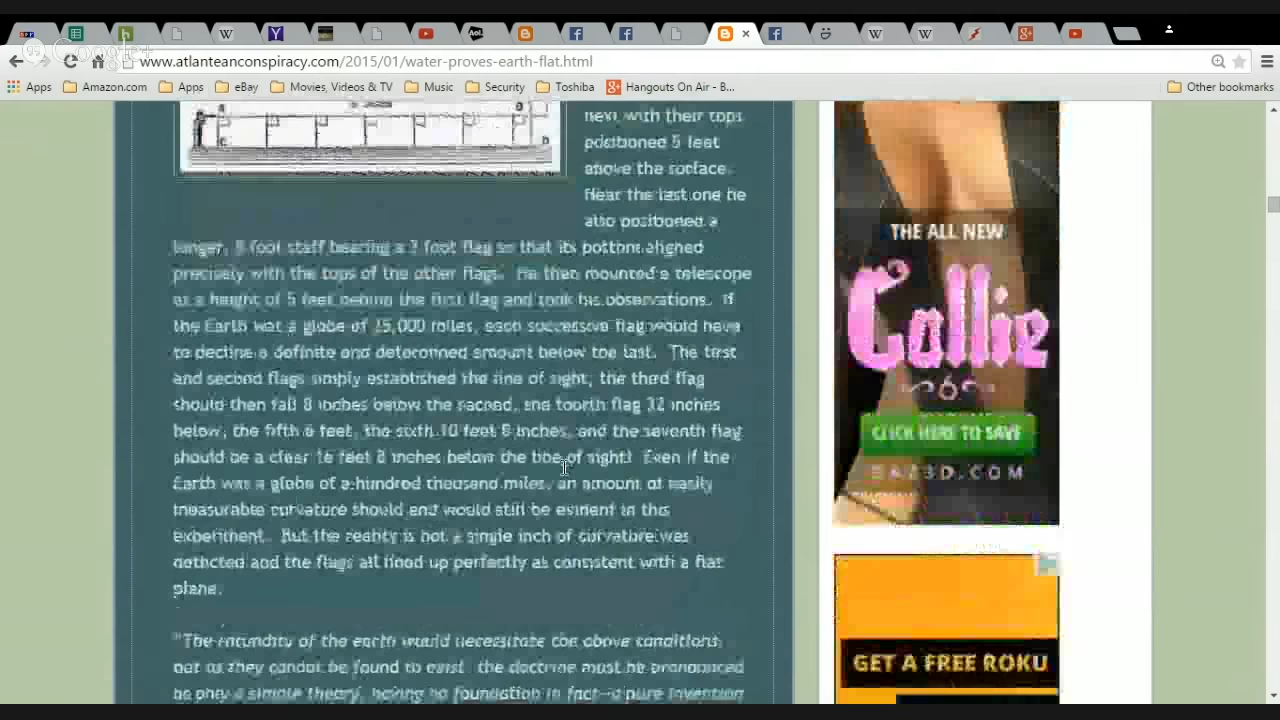 Google+
www.atlanteanconspiracy.com/2015/01/water-proves-earth-flat.html
Apps Amazon.com Apps eBay Movies, Videos & TV Music Security Toshiba Hangouts On Air - B... Other bookmarks
next with their tops
positioned 5 feet
above the surface.
Near the last one he
also positioned a
longer, 8 foot staff bearing a 3 foot flag so that its bottom aligned
precisely with the tops of the other flags. He then mounted a telescope
at a height of 5 feet behind the first flag and took his observations. If
the Earth was a globe of 25,000 miles, each successive flag would have
to decline a definite and determined amount below the last. The first
and second flags simply established the line of sight, the third flag
should then fall 8 inches below the second, the fourth flag 32 inches
below, the fifth 6 feet, the sixth 10 feet 8 inches, and the seventh flag
should be a clear 16 feet 8 inches below the line of sight! Even if the
Earth was a globe of a hundred thousand miles, an amount of easily
measurable curvature should and would still be evident in this
experiment. But the reality is not a single inch of curvature was
detected and the flags all lined up perfectly as consistent with a flat
plane.
"The rotundity of the earth would necessitate the above conditions;
but as they cannot be found to exist, the doctrine must be pronounced
as only a simple theory, having no foundation in fact--a pure invention
THE ALL NEW
Callie
CLICK HERE TO SAVE
DAZ3D.COM
GET A FREE ROKU